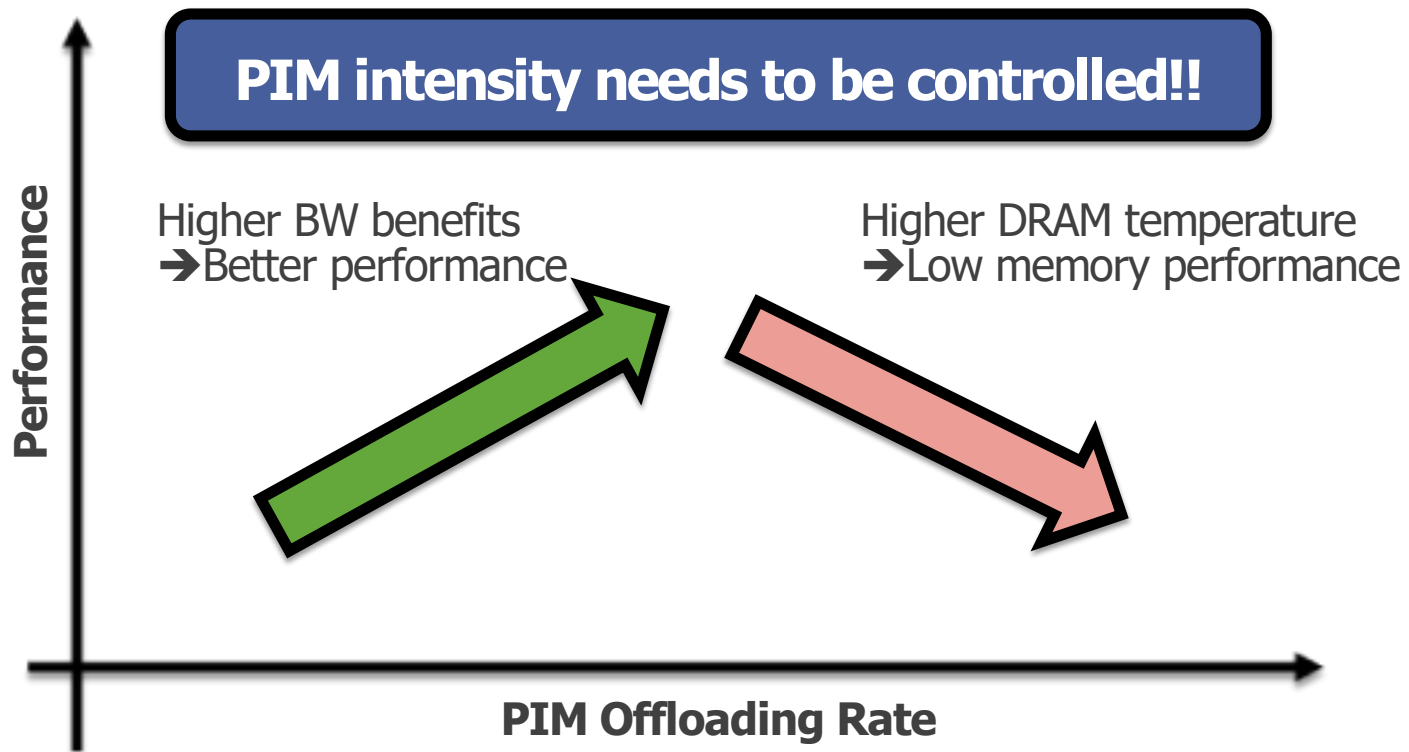 PIM intensity needs to be controlled!!
Higher BW benefits
➔Better performance
Higher DRAM temperature
➔Low memory performance
Performance
PIM Offloading Rate